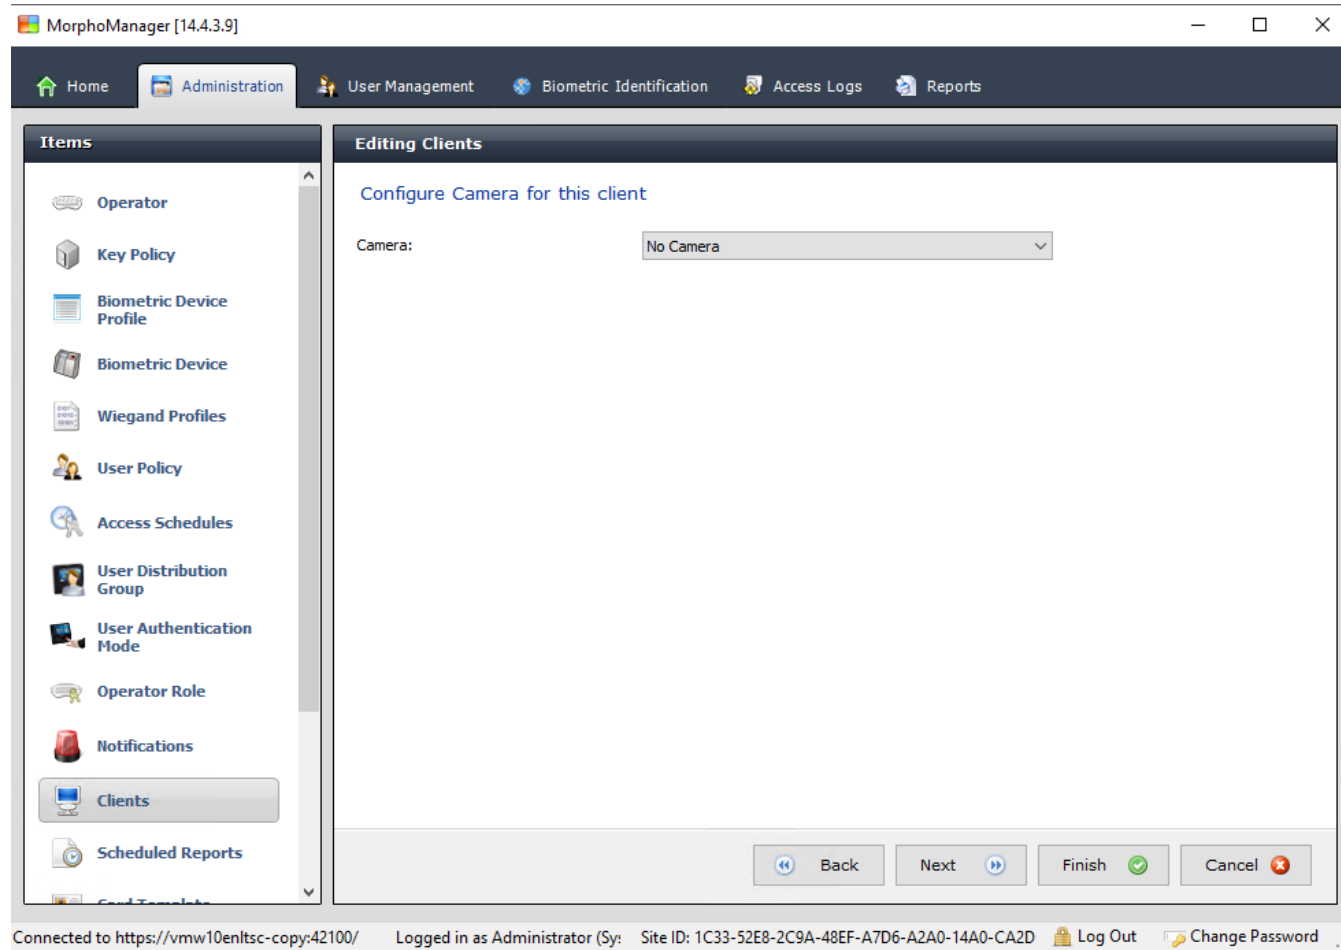 MorphoManager [14.4.3.9]
Home Administration User Management Biometric Identification Access Logs Reports
Items
Operator
Key Policy
Biometric Device
Profile
Biometric Device
Wiegand Profiles
User Policy
Access Schedules
User Distribution
Group
User Authentication
Mode
Operator Role
Notifications
Clients
Scheduled Reports
Card Template
Editing Clients
Configure Camera for this client
Camera: No Camera
Back Next Finish Cancel
Connected to https://vmw10enltsc-copy:42100/ Logged in as Administrator (Sy Site ID: 1C33-52E8-2C9A-48EF-A7D6-A2A0-14A0-CA2D Log Out Change Password